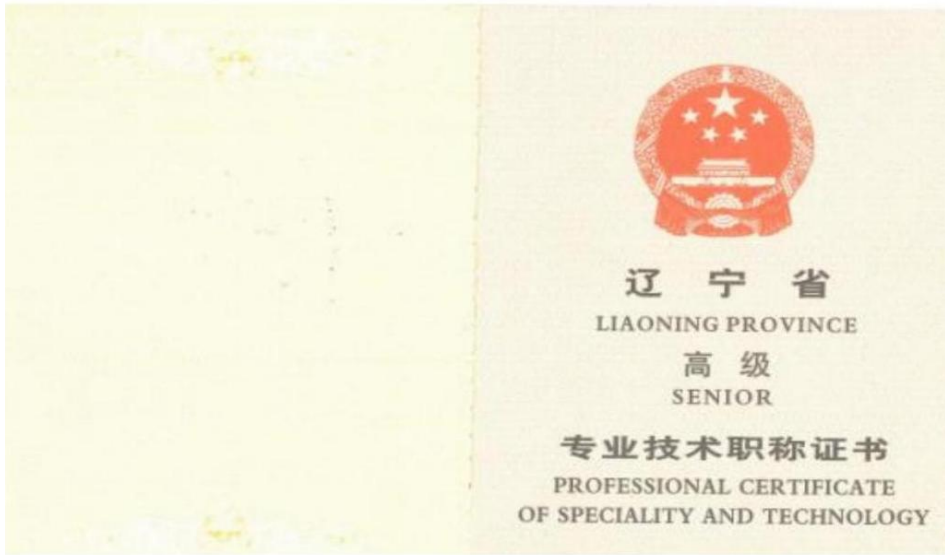 辽宁省
LIAONING PROVINCE
高级
SENIOR
专业技术职称证书
PROFESSIONAL CERTIFICATE
OF SPECIALITY AND TECHNOLOGY